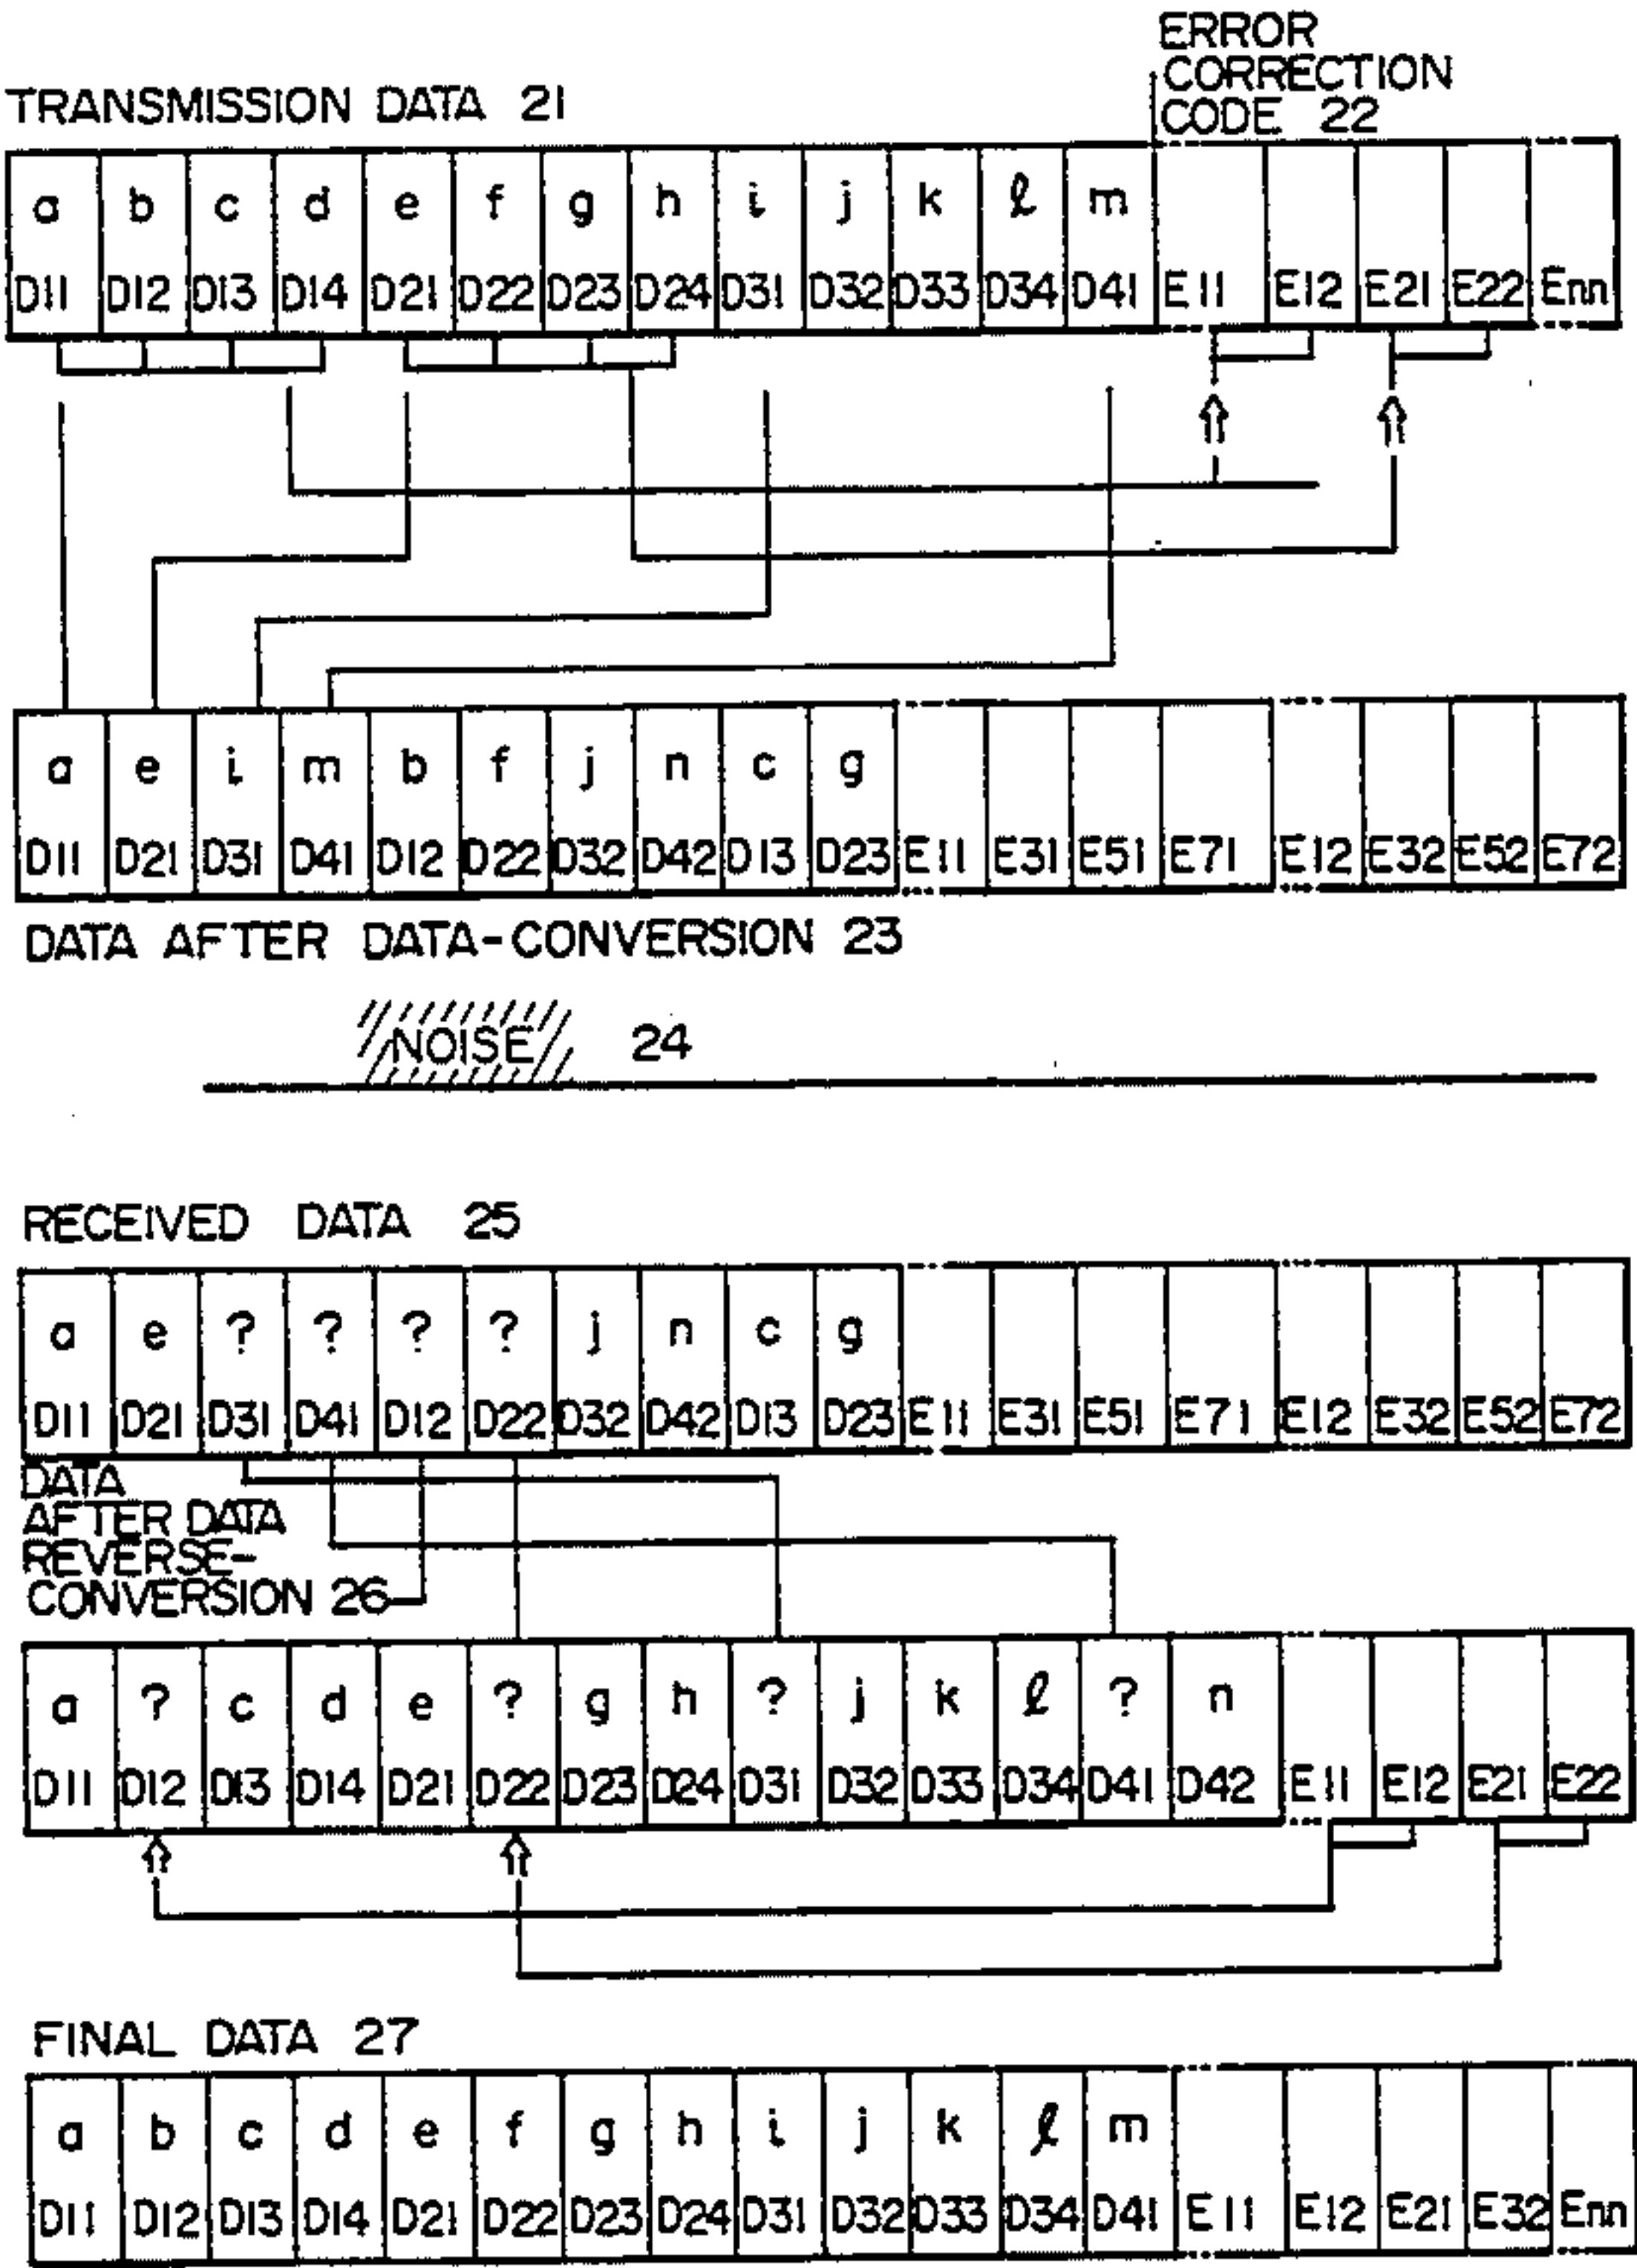 ERROR
CORRECTION
CODE 22
TRANSMISSION DATA 21
a b c d e f g h i j k ℓ m
D11 D12 D13 D14 D21 D22 D23 D24 D31 D32 D33 D34 D41 E11 E12 E21 E22 Enn
a e i m b f j n c g
D11 D21 D31 D41 D12 D22 D32 D42 D13 D23 E11 E31 E51 E71 E12 E32 E52 E72
DATA AFTER DATA-CONVERSION 23
NOISE 24
RECEIVED DATA 25
a e ? ? ? ? j n c g
D11 D21 D31 D41 D12 D22 D32 D42 D13 D23 E11 E31 E51 E71 E12 E32 E52 E72
DATA
AFTER DATA
REVERSE-
CONVERSION 26
a ? c d e ? g h ? j k ℓ ? n
D11 D12 D13 D14 D21 D22 D23 D24 D31 D32 D33 D34 D41 D42 E11 E12 E21 E22
FINAL DATA 27
a b c d e f g h i j k ℓ m
D11 D12 D13 D14 D21 D22 D23 D24 D31 D32 D33 D34 D41 E11 E12 E21 E32 Enn